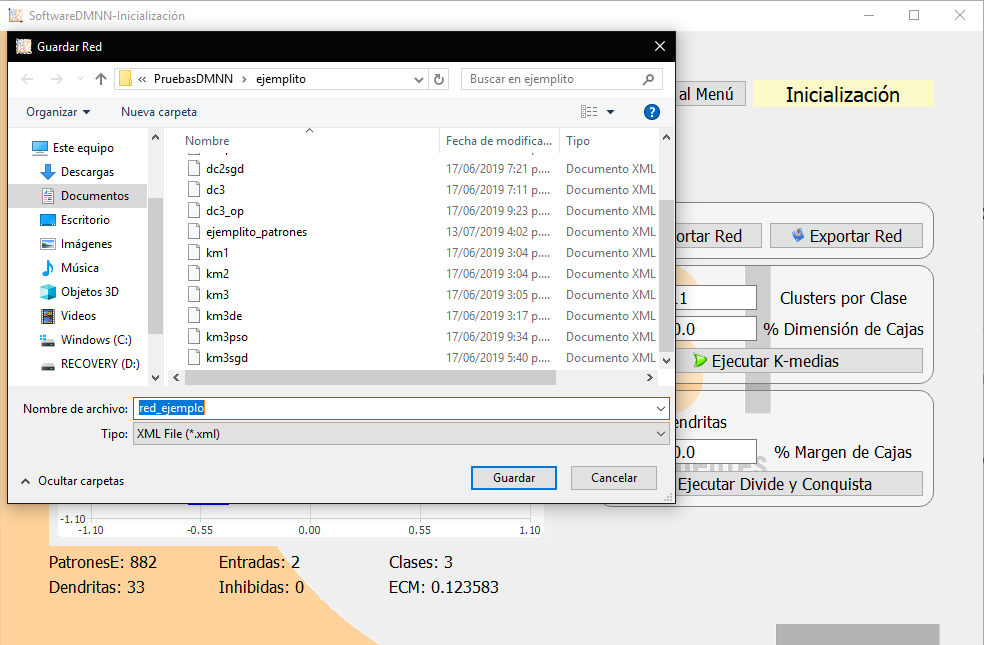 SoftwareDMNN-Inicialización
Guardar Red
« PruebasDMNN > ejemplito
Buscar en ejemplito
Organizar
Nueva carpeta
?
al Menú
Inicialización
Nombre
Fecha de modifica...
Tipo
Este equipo
Descargas
Documentos
Escritorio
Imágenes
Música
Objetos 3D
Videos
Windows (C:)
RECOVERY (D:)
dc2sgd 17/06/2019 7:21 p.... Documento XML
dc3 17/06/2019 7:11 p.... Documento XML
dc3_op 17/06/2019 9:23 p.... Documento XML
ejemplito_patrones 13/07/2019 4:02 p.... Documento XML
km1 17/06/2019 3:04 p.... Documento XML
km2 17/06/2019 3:04 p.... Documento XML
km3 17/06/2019 3:05 p.... Documento XML
km3de 17/06/2019 3:17 p.... Documento XML
km3pso 17/06/2019 9:34 p.... Documento XML
km3sgd 17/06/2019 5:40 p.... Documento XML
Nombre de archivo: red_ejemplo
Tipo: XML File (*.xml)
Ocultar carpetas
Guardar
Cancelar
ortar Red
Exportar Red
Clusters por Clase
% Dimensión de Cajas
Ejecutar K-medias
endritas
% Margen de Cajas
Ejecutar Divide y Conquista
-1.10
-1.10 -0.55 0.00 0.55 1.10
PatronesE: 882 Entradas: 2 Clases: 3
Dendritas: 33 Inhibidas: 0 ECM: 0.123583